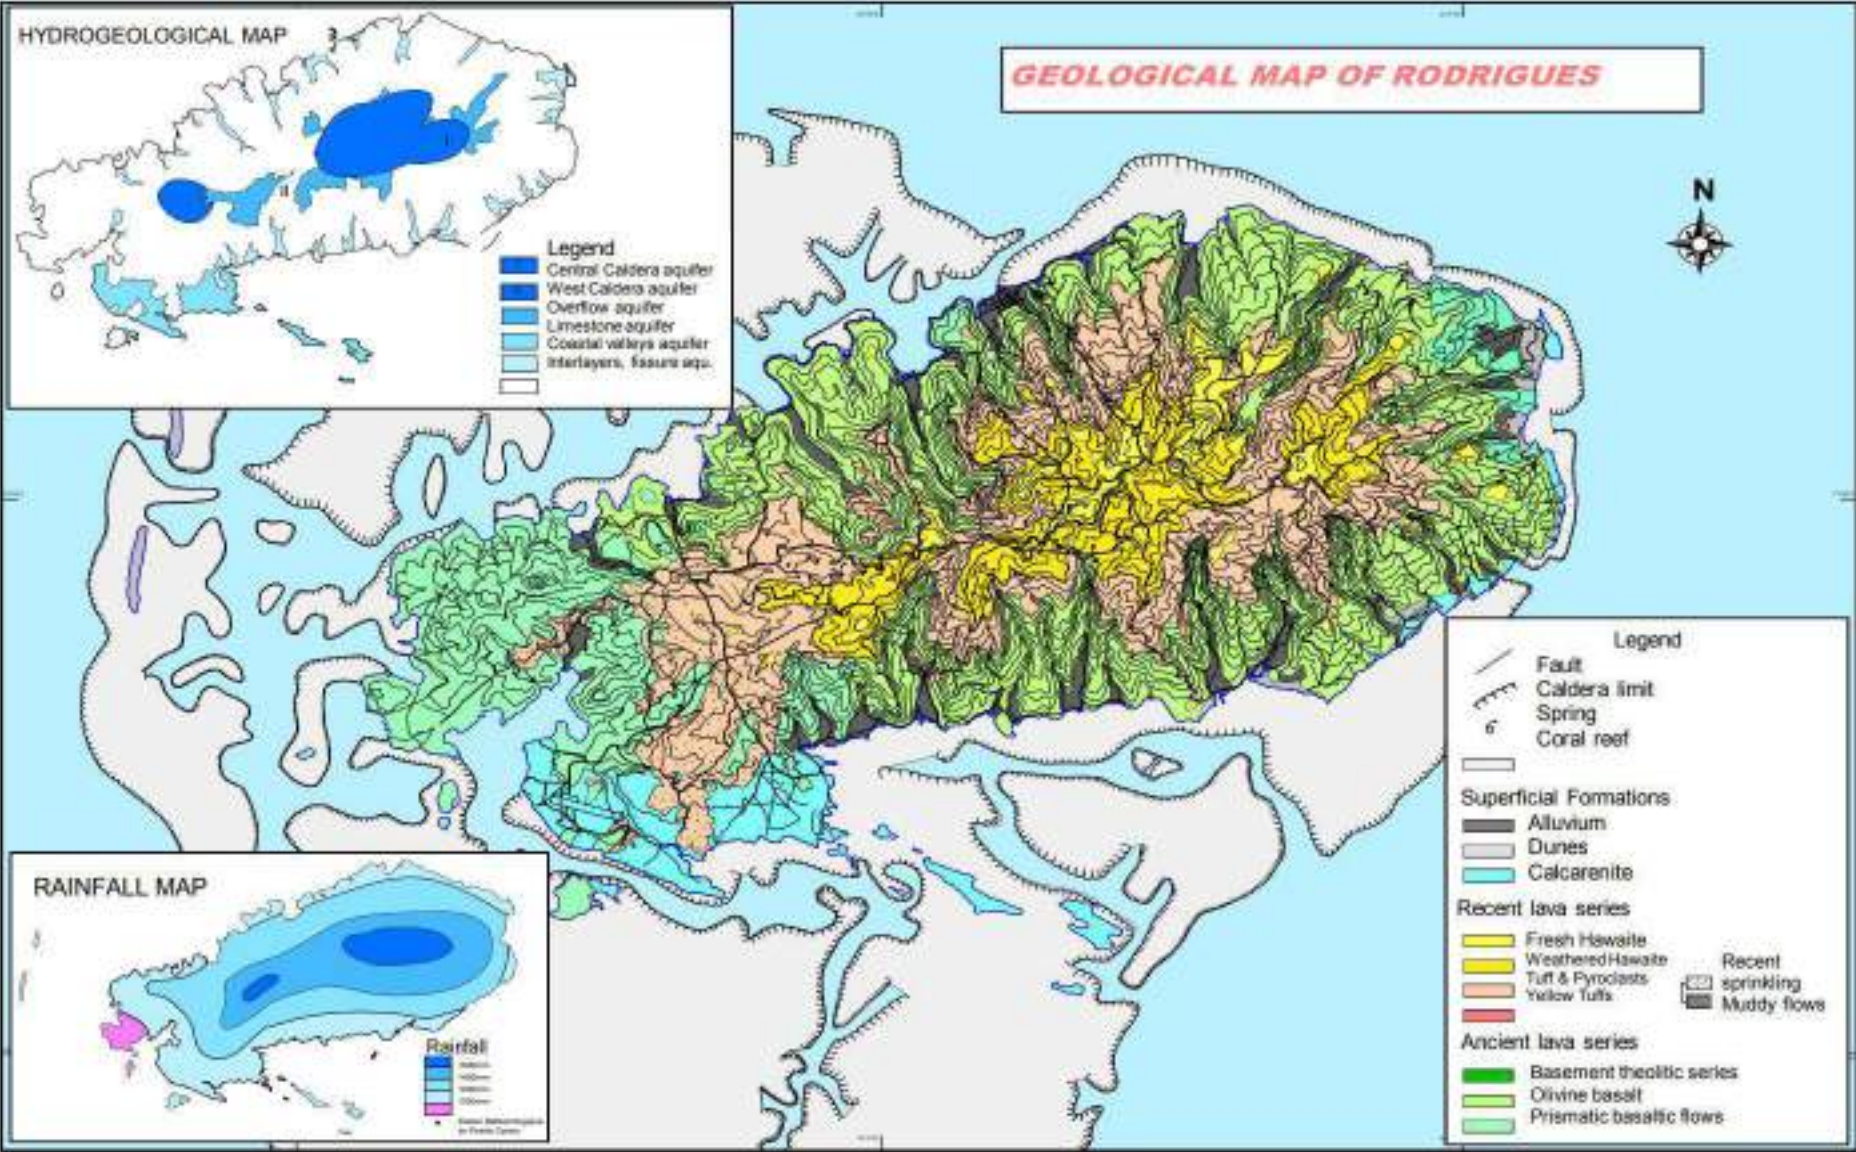 HYDROGEOLOGICAL MAP
3
I
II
Legend
Central Caldera aquifer
West Caldera aquifer
Overflow aquifer
Limestone aquifer
Coastal valleys aquifer
Interlayers, fissure aqu.
GEOLOGICAL MAP OF RODRIGUES
N
Legend
Fault
Caldera limit
Spring
6
Coral reef
Superficial Formations
Alluvium
Dunes
Calcarenite
Recent lava series
Fresh Hawaite
Weathered Hawaite
Tuff & Pyroclasts
Yellow Tuffs
Recent
sprinkling
Muddy flows
Ancient lava series
Basement theolitic series
Olivine basalt
Prismatic basaltic flows
RAINFALL MAP
Rainfall